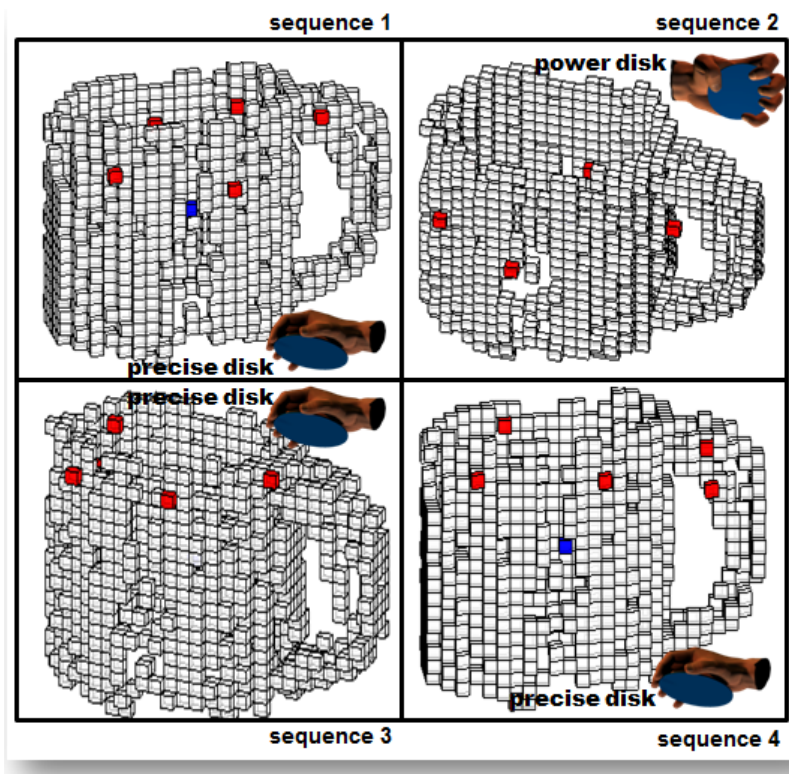 sequence 1
sequence 2
power disk
precise disk
precise disk
precise disk
sequence 3
sequence 4